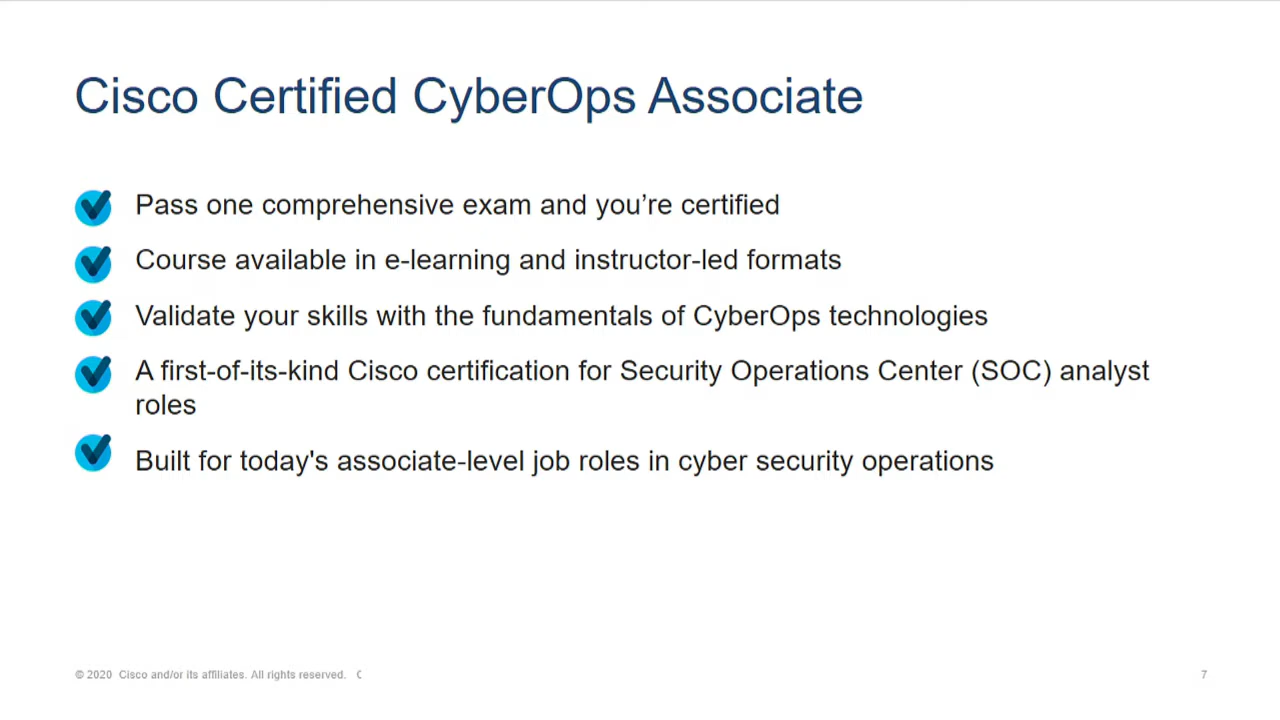 Cisco Certified CyberOps Associate
Pass one comprehensive exam and you’re certified
Course available in e-learning and instructor-led formats
Validate your skills with the fundamentals of CyberOps technologies
A first-of-its-kind Cisco certification for Security Operations Center (SOC) analyst
roles
Built for today's associate-level job roles in cyber security operations
© 2020 Cisco and/or its affiliates. All rights reserved.
7